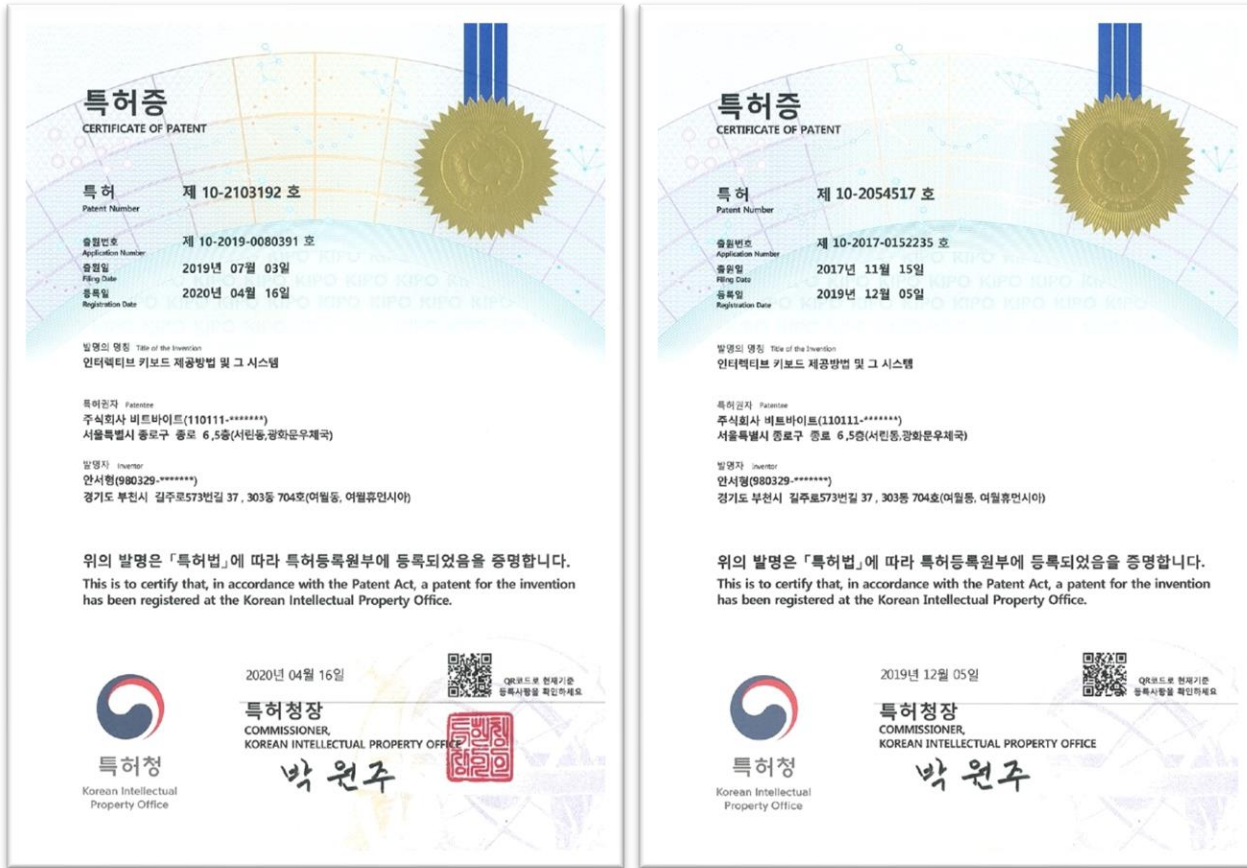 특허증
CERTIFICATE OF PATENT
특 허 제 10-2103192 호
Patent Number
출원번호 제 10-2019-0080391 호
Application Number
출원일 2019년 07월 03일
Filing Date
등록일 2020년 04월 16일
Registration Date
발명의 명칭 Title of the Invention
인터렉티브 키보드 제공방법 및 그 시스템
특허권자 Patentee
주식회사 비트바이트(110111-*******)
서울특별시 종로구 종로 6,5층(서린동,광화문우체국)
발명자 Inventor
안서형(980329-*******)
경기도 부천시 길주로573번길 37 , 303동 704호(여월동, 여월휴먼시아)
위의 발명은 「특허법」에 따라 특허등록원부에 등록되었음을 증명합니다.
This is to certify that, in accordance with the Patent Act, a patent for the invention
has been registered at the Korean Intellectual Property Office.
2020년 04월 16일
QR코드로 현재기준
등록사항을 확인하세요
특허청장
COMMISSIONER,
KOREAN INTELLECTUAL PROPERTY OFFICE
박원주
특허청
Korean Intellectual
Property Office
특허증
CERTIFICATE OF PATENT
특 허 제 10-2054517 호
Patent Number
출원번호 제 10-2017-0152235 호
Application Number
출원일 2017년 11월 15일
Filing Date
등록일 2019년 12월 05일
Registration Date
발명의 명칭 Title of the Invention
인터렉티브 키보드 제공방법 및 그 시스템
특허권자 Patentee
주식회사 비트바이트(110111-*******)
서울특별시 종로구 종로 6,5층(서린동,광화문우체국)
발명자 Inventor
안서형(980329-*******)
경기도 부천시 길주로573번길 37 , 303동 704호(여월동, 여월휴먼시아)
위의 발명은 「특허법」에 따라 특허등록원부에 등록되었음을 증명합니다.
This is to certify that, in accordance with the Patent Act, a patent for the invention
has been registered at the Korean Intellectual Property Office.
2019년 12월 05일
QR코드로 현재기준
등록사항을 확인하세요
특허청장
COMMISSIONER,
KOREAN INTELLECTUAL PROPERTY OFFICE
박원주
특허청
Korean Intellectual
Property Office